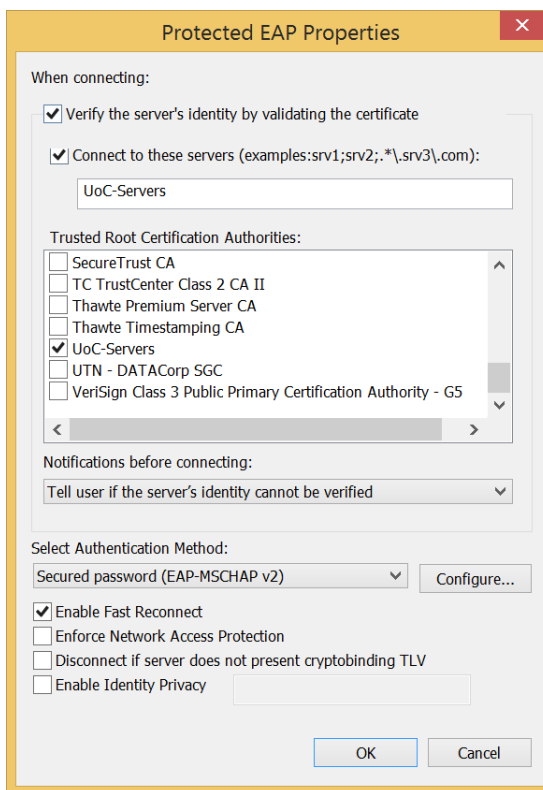 Protected EAP Properties
When connecting:
Verify the server's identity by validating the certificate
Connect to these servers (examples:srv1;srv2;.*\.srv3\.com):
UoC-Servers
Trusted Root Certification Authorities:
SecureTrust CA
TC TrustCenter Class 2 CA II
Thawte Premium Server CA
Thawte Timestamping CA
UoC-Servers
UTN - DATACorp SGC
VeriSign Class 3 Public Primary Certification Authority - G5
Notifications before connecting:
Tell user if the server’s identity cannot be verified
Select Authentication Method:
Secured password (EAP-MSCHAP v2)
Configure...
Enable Fast Reconnect
Enforce Network Access Protection
Disconnect if server does not present cryptobinding TLV
Enable Identity Privacy
OK
Cancel